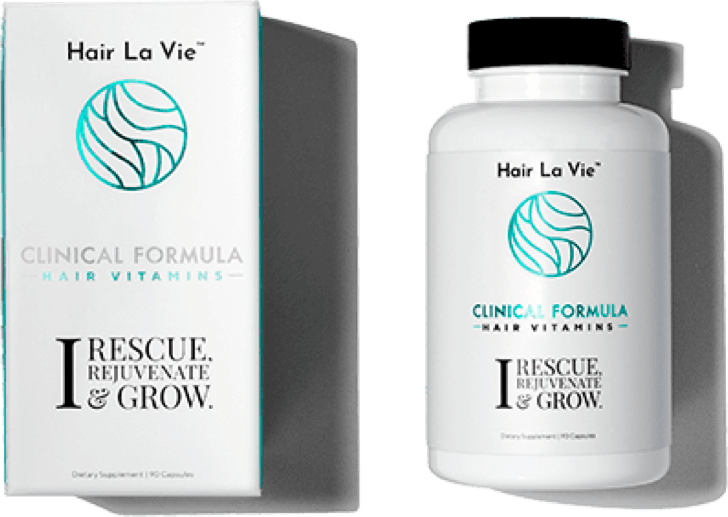 Hair La Vie™
CLINICAL FORMULA
HAIR VITAMINS
I RESCUE,
REJUVENATE
& GROW.
Dietary Supplement | 90 Capsules
Hair La Vie™
CLINICAL FORMULA
HAIR VITAMINS
I RESCUE,
REJUVENATE
& GROW.
Dietary Supplement | 90 Capsules